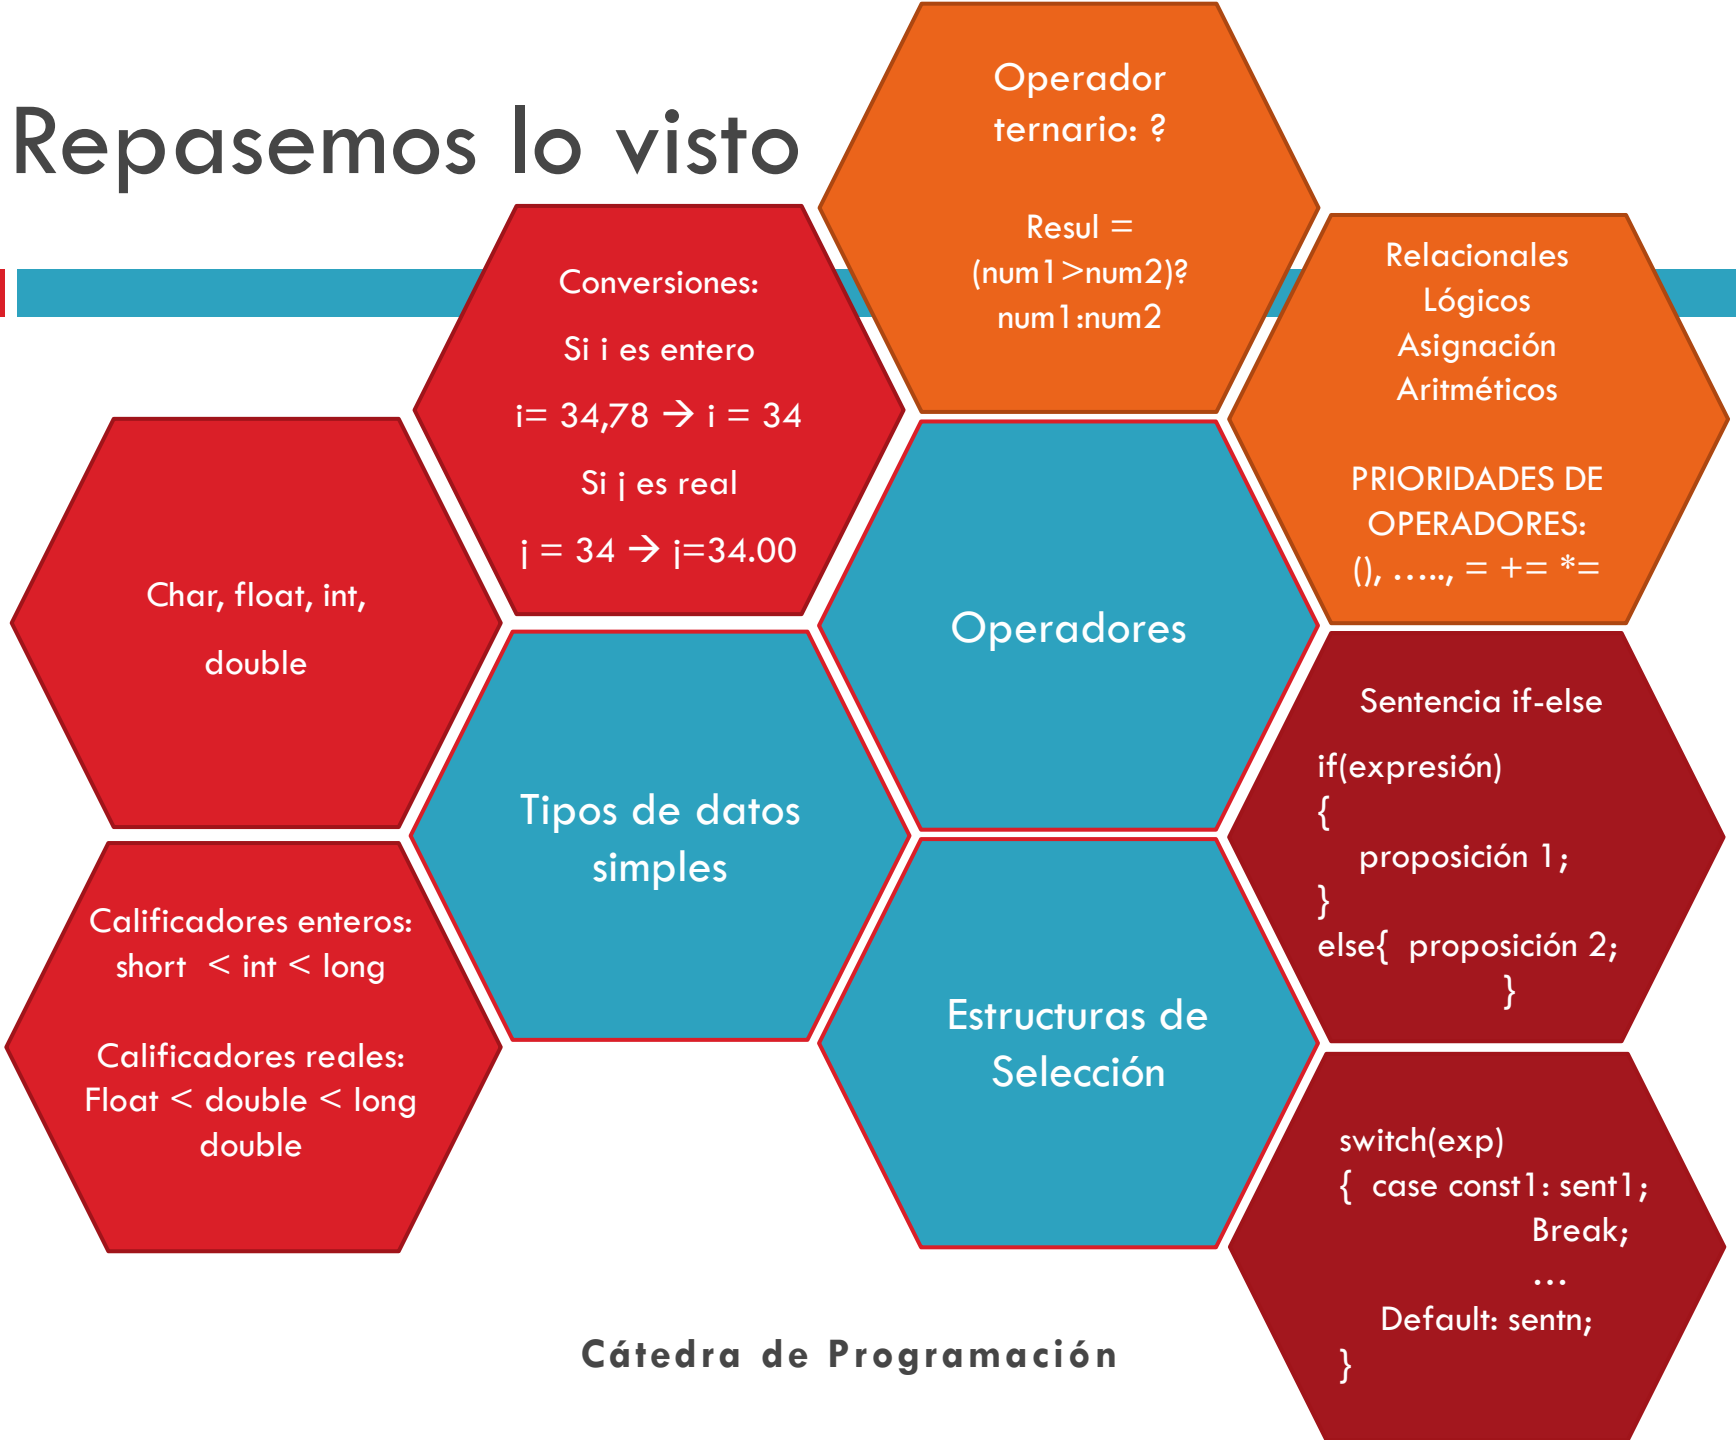 Repasemos lo visto
Operador
ternario: ?
Resul =
(num1>num2)?
num1:num2
Relacionales
Lógicos
Asignación
Aritméticos
PRIORIDADES DE
OPERADORES:
(), ….., = += *=
Conversiones:
Si i es entero
i= 34,78 → i = 34
Si j es real
j = 34 → j=34.00
Char, float, int,
double
Operadores
Tipos de datos
simples
Sentencia if-else
if(expresión)
{
proposición 1;
}
else{ proposición 2;
}
Calificadores enteros:
short < int < long
Calificadores reales:
Float < double < long
double
Estructuras de
Selección
switch(exp)
{ case const1: sent1;
Break;
…
Default: sentn;
}
Cátedra de Programación